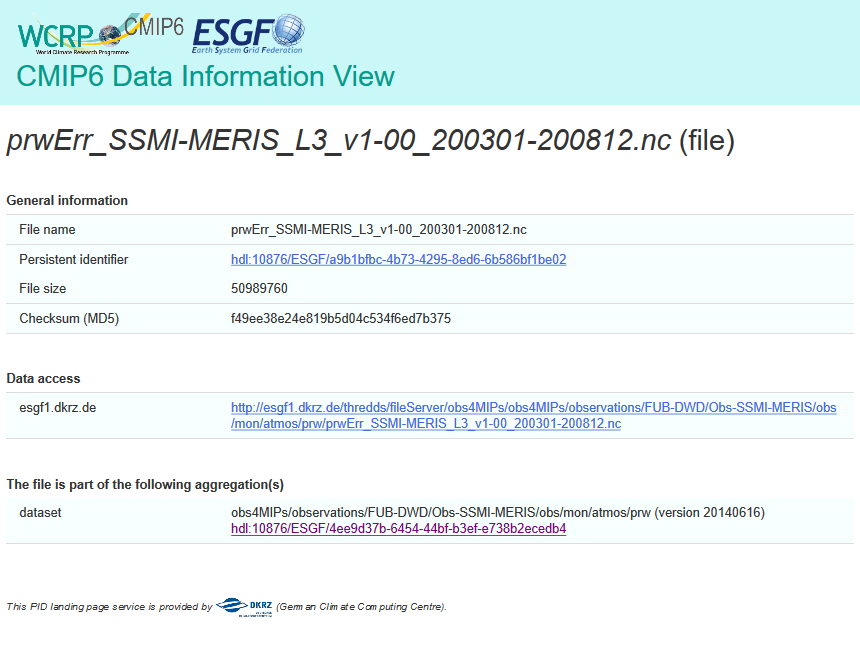 WCRP CMIP6 ESGF
World Climate Research Programme
Earth System Grid Federation
CMIP6 Data Information View
prwErr_SSMI-MERIS_L3_v1-00_200301-200812.nc (file)
General information
File name prwErr_SSMI-MERIS_L3_v1-00_200301-200812.nc
Persistent identifier hdl:10876/ESGF/a9b1bfbc-4b73-4295-8ed6-6b586bf1be02
File size 50989760
Checksum (MD5) f49ee38e24e819b5d04c534f6ed7b375
Data access
esgf1.dkrz.de http://esgf1.dkrz.de/thredds/fileServer/obs4MIPs/obs4MIPs/observations/FUB-DWD/Obs-SSMI-MERIS/obs
/mon/atmos/prw/prwErr_SSMI-MERIS_L3_v1-00_200301-200812.nc
The file is part of the following aggregation(s)
dataset obs4MIPs/observations/FUB-DWD/Obs-SSMI-MERIS/obs/mon/atmos/prw (version 20140616)
hdl:10876/ESGF/4ee9d37b-6454-44bf-b3ef-e738b2ecedb4
This PID landing page service is provided by DKRZ (German Climate Computing Centre).